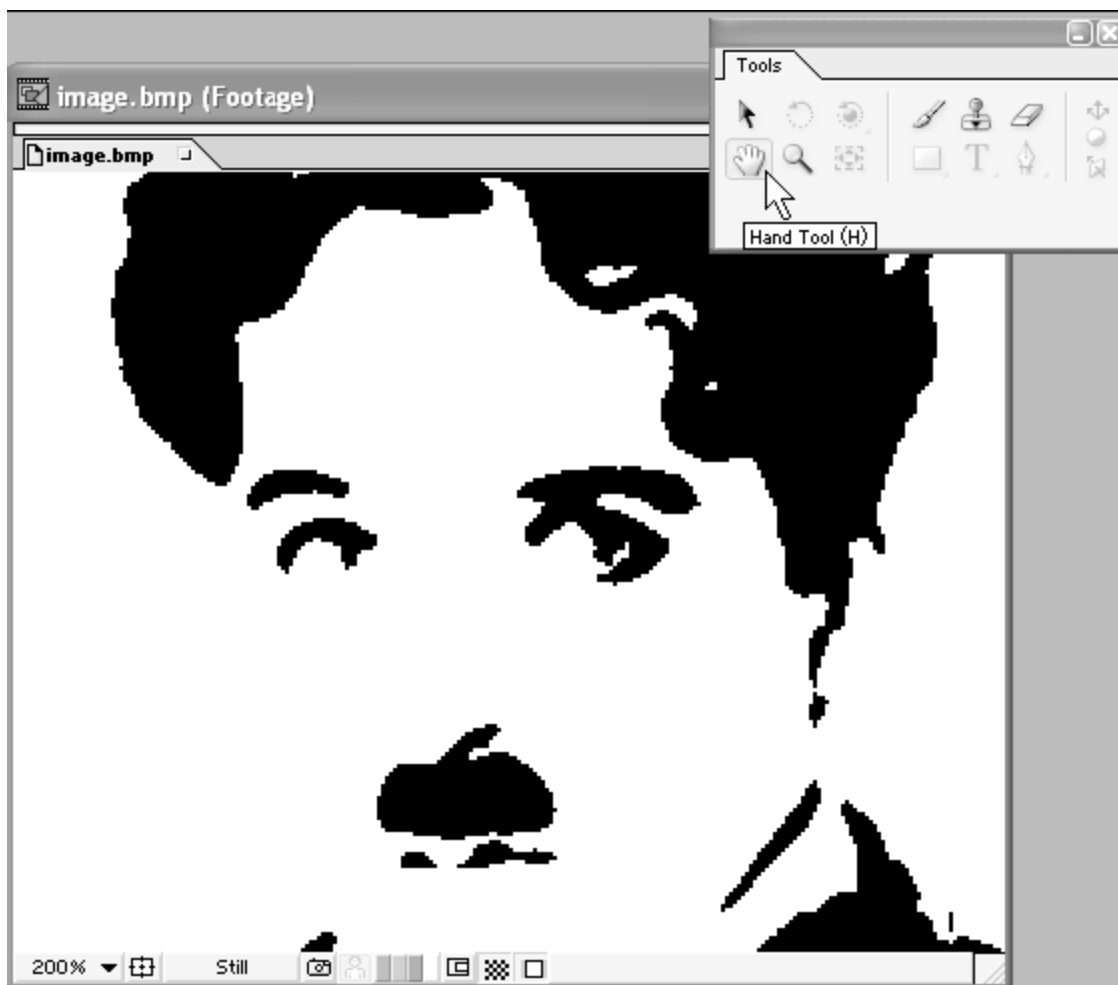 Tools
image.bmp (Footage)
image.bmp
T
Hand Tool (H)
200%
Still